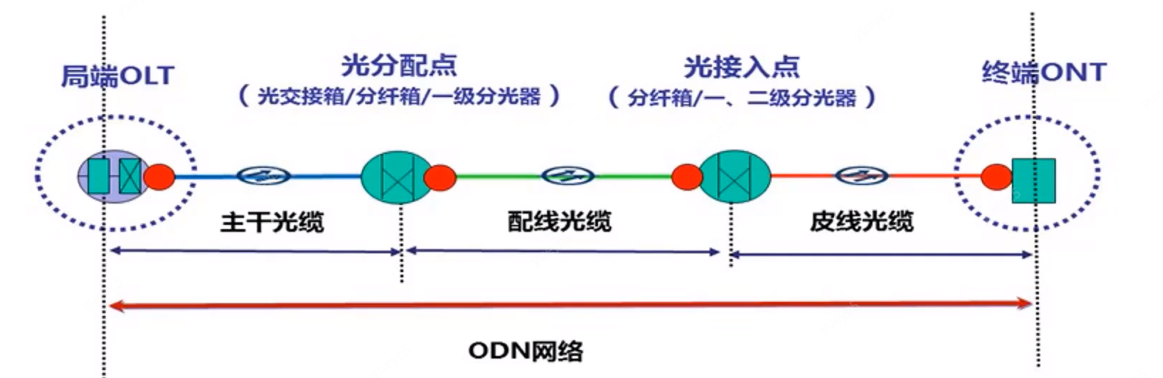 局端OLT
光分配点
（ 光交接箱/分纤箱/一级分光器 ）
光接入点
（ 分纤箱/一、二级分光器 ）
终端ONT
主干光缆
配线光缆
皮线光缆
ODN网络